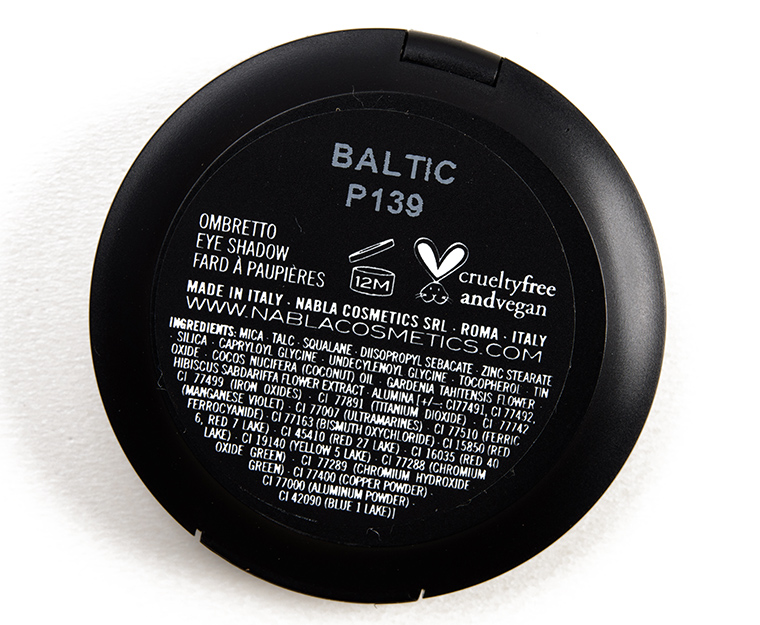 BALTIC
P139
OMBRETTO
EYE SHADOW
FARD À PAUPIÈRES
12M
crueltyfree
andvegan
MADE IN ITALY · NABLA COSMETICS SRL · ROMA · ITALY
WWW.NABLACOSMETICS.COM
INGREDIENTS: MICA · TALC · SQUALANE · DIISOPROPYL SEBACATE · ZINC STEARATE
· SILICA · CAPRYLOYL GLYCINE · UNDECYLENOYL GLYCINE · TOCOPHEROL · TIN
OXIDE · COCOS NUCIFERA (COCONUT) OIL · GARDENIA TAHITENSIS FLOWER
HIBISCUS SABDARIFFA FLOWER EXTRACT · ALUMINA [+/— CI77491, CI 77492,
CI 77499 (IRON OXIDES) · CI 77891 (TITANIUM DIOXIDE) · CI 77742
(MANGANESE VIOLET) · CI 77007 (ULTRAMARINES) · CI 77510 (FERRIC
FERROCYANIDE) · CI 77163 (BISMUTH OXYCHLORIDE) · CI 15850 (RED
6, RED 7 LAKE) · CI 45410 (RED 27 LAKE) · CI 16035 (RED 40
LAKE) · CI 19140 (YELLOW 5 LAKE) · CI 77288 (CHROMIUM
OXIDE GREEN) · CI 77289 (CHROMIUM HYDROXIDE
GREEN) · CI 77400 (COPPER POWDER) ·
CI 77000 (ALUMINUM POWDER) ·
CI 42090 (BLUE 1 LAKE)]